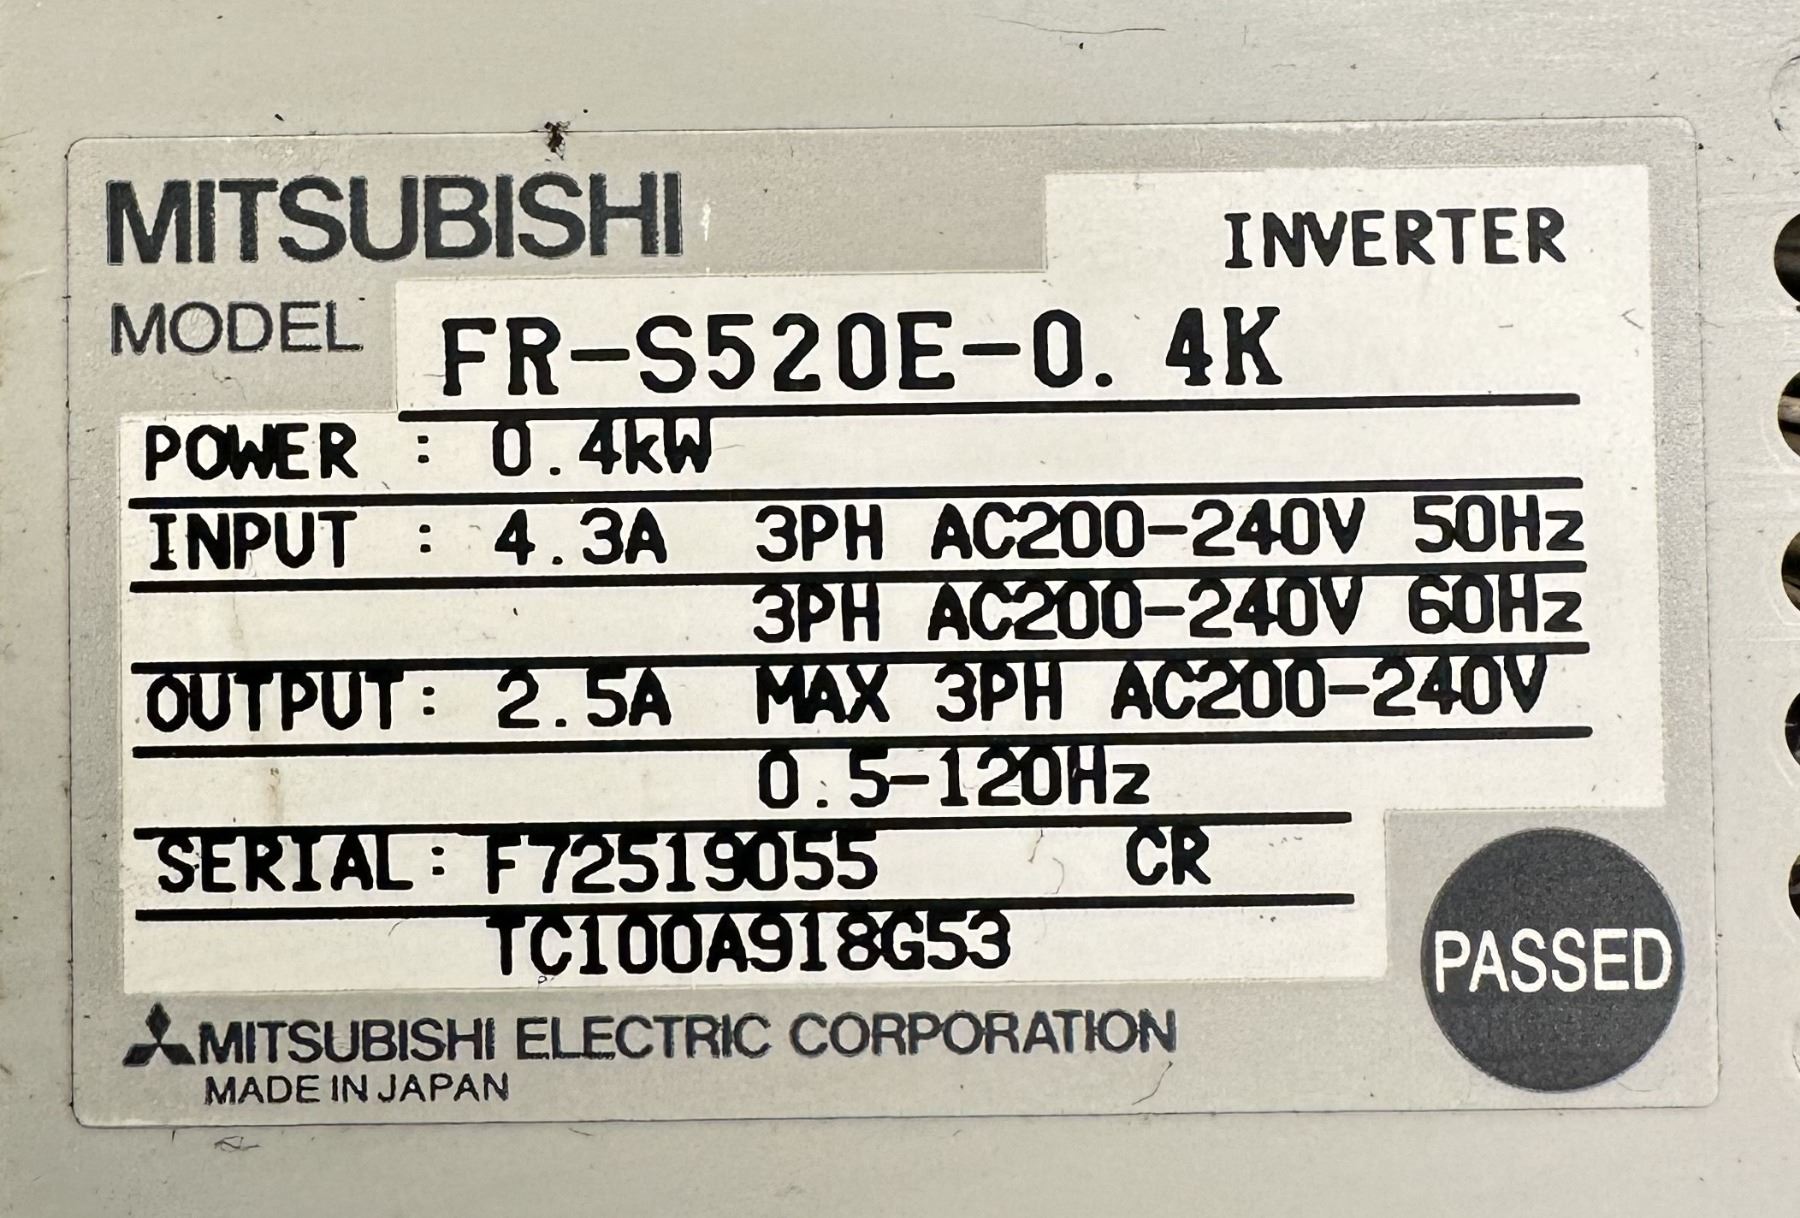 MITSUBISHI
INVERTER
MODEL FR-S520E-0.4K
POWER : 0.4kW
INPUT : 4.3A 3PH AC200-240V 50Hz
3PH AC200-240V 60Hz
OUTPUT: 2.5A MAX 3PH AC200-240V
0.5-120Hz
SERIAL: F72519055 CR
TC100A918G53
PASSED
MITSUBISHI ELECTRIC CORPORATION
MADE IN JAPAN